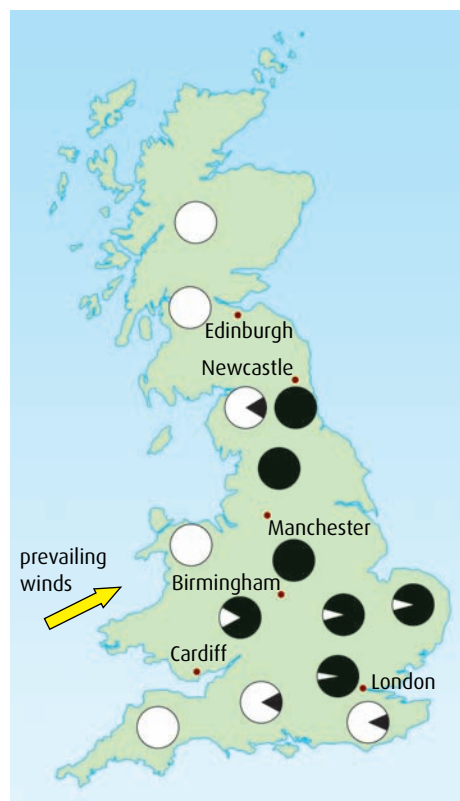 Edinburgh
Newcastle
Manchester
prevailing
winds
Birmingham
Cardiff
London